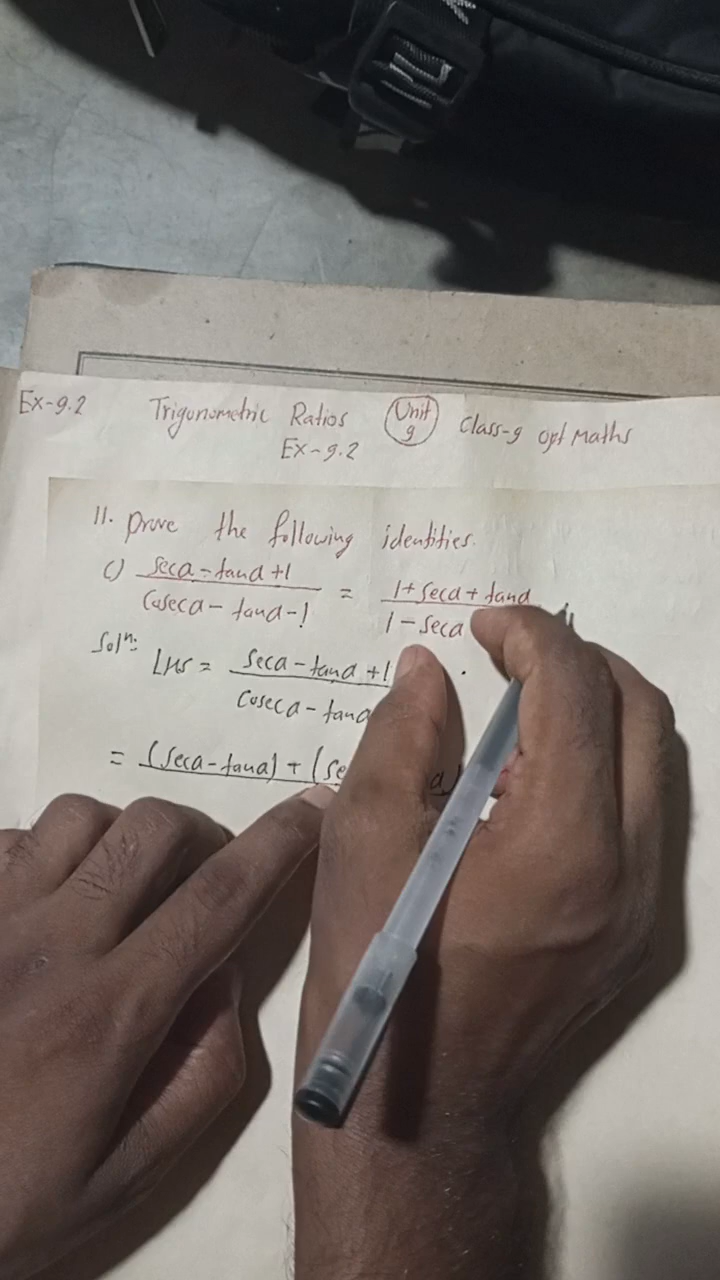 Ex-9.2 Trigonometric Ratios Unit 9 Class-9 Opt Maths
Ex-9.2
11. Prove the following identities.
c) seca-tana+1 / Coseca-tana-1 = 1+seca+tana / 1-seca
Solⁿ:
LHS = seca-tana+1 / Coseca-tana
= (seca-tana)+(se a)